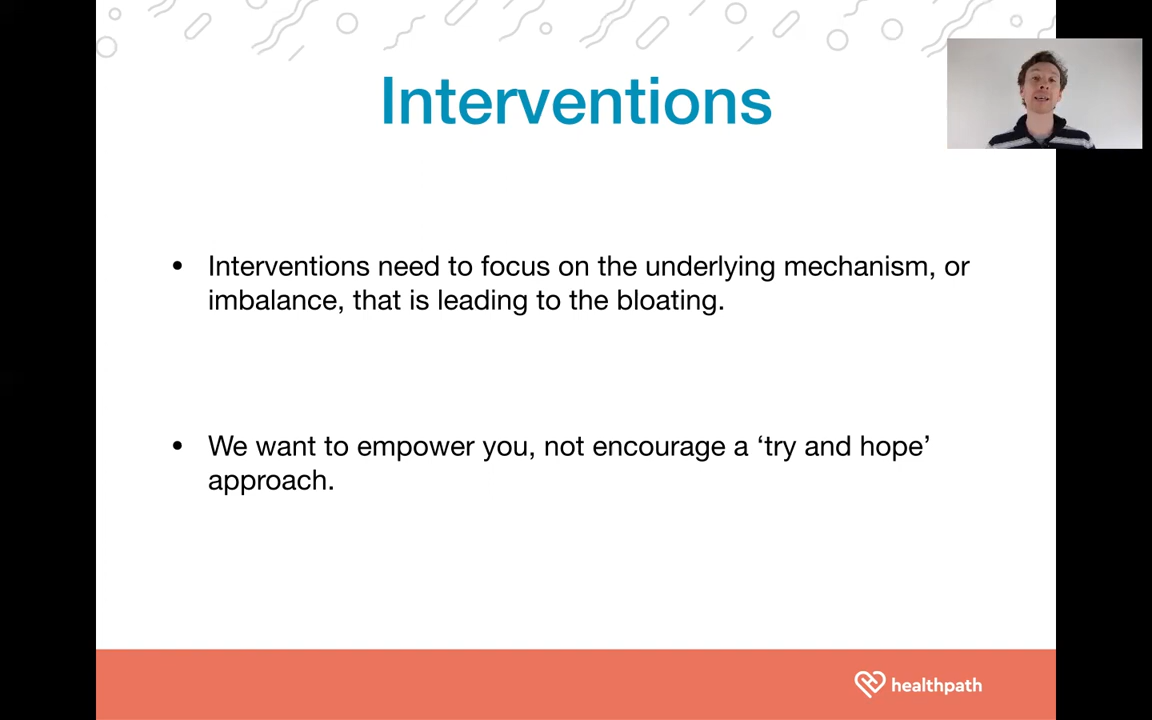 Interventions
• Interventions need to focus on the underlying mechanism, or
imbalance, that is leading to the bloating.
• We want to empower you, not encourage a ‘try and hope’
approach.
healthpath